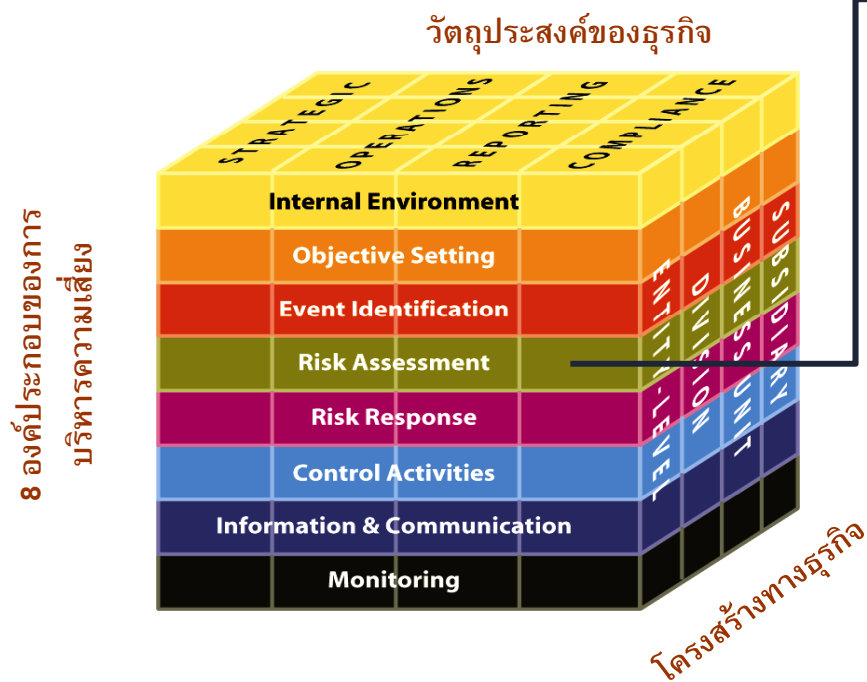 วัตถุประสงค์ของธุรกิจ
STRATEGIC
OPERATIONS
REPORTING
COMPLIANCE
8 องค์ประกอบของการ
บริหารความเสี่ยง
Internal Environment
Objective Setting
Event Identification
Risk Assessment
Risk Response
Control Activities
Information & Communication
Monitoring
ENTITY-LEVEL
DIVISION
BUSINESS UNIT
SUBSIDIARY
โครงสร้างทางธุรกิจ